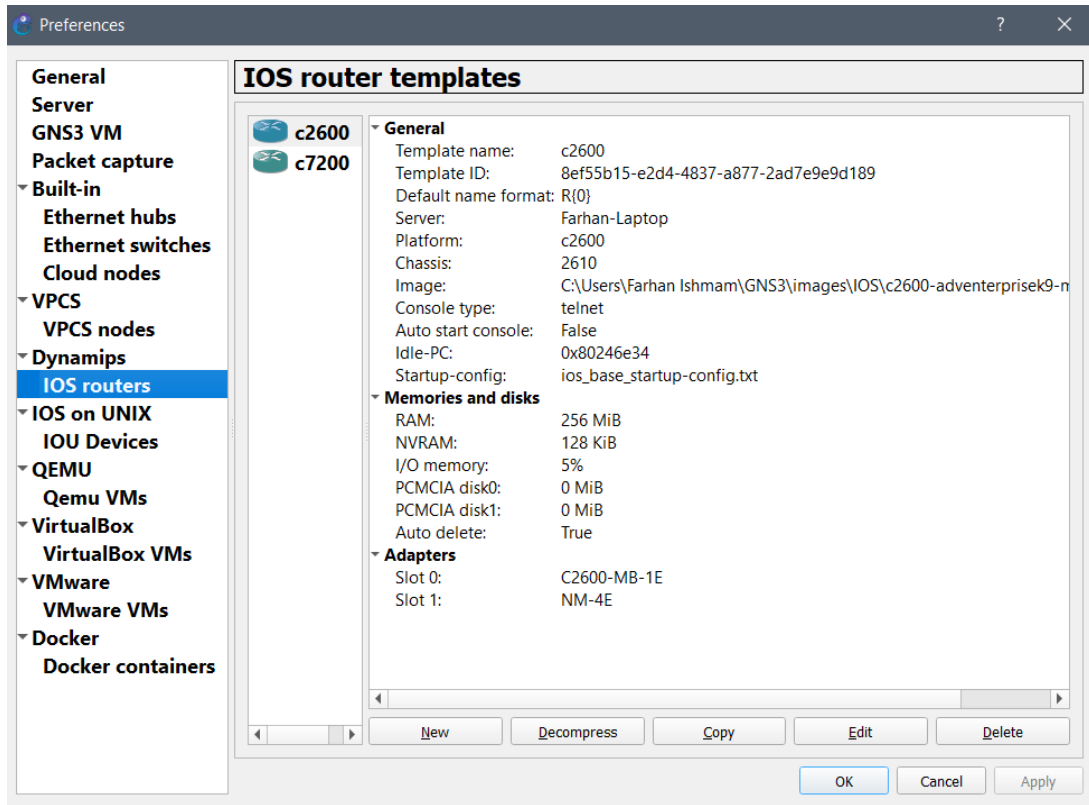 Preferences
?
General
Server
GNS3 VM
Packet capture
Built-in
Ethernet hubs
Ethernet switches
Cloud nodes
VPCS
VPCS nodes
Dynamips
IOS routers
IOS on UNIX
IOU Devices
QEMU
Qemu VMs
VirtualBox
VirtualBox VMs
VMware
VMware VMs
Docker
Docker containers
IOS router templates
c2600
c7200
General
Template name: c2600
Template ID: 8ef55b15-e2d4-4837-a877-2ad7e9e9d189
Default name format: R{0}
Server: Farhan-Laptop
Platform: c2600
Chassis: 2610
Image: C:\Users\Farhan Ishmam\GNS3\images\IOS\c2600-adventerprisek9-m
Console type: telnet
Auto start console: False
Idle-PC: 0x80246e34
Startup-config: ios_base_startup-config.txt
Memories and disks
RAM: 256 MiB
NVRAM: 128 KiB
I/O memory: 5%
PCMCIA disk0: 0 MiB
PCMCIA disk1: 0 MiB
Auto delete: True
Adapters
Slot 0: C2600-MB-1E
Slot 1: NM-4E
New Decompress Copy Edit Delete
OK Cancel Apply